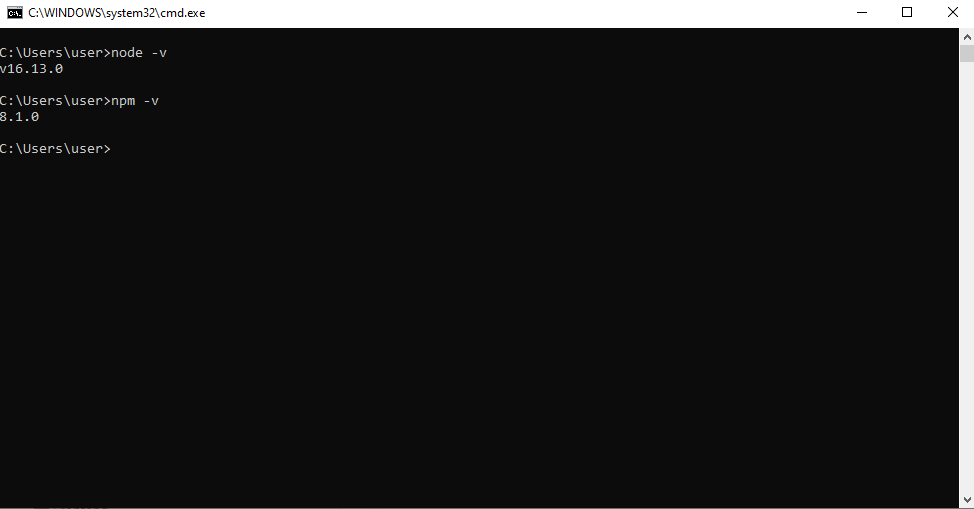 C:\WINDOWS\system32\cmd.exe
C:\Users\user>node -v
v16.13.0
C:\Users\user>npm -v
8.1.0
C:\Users\user>